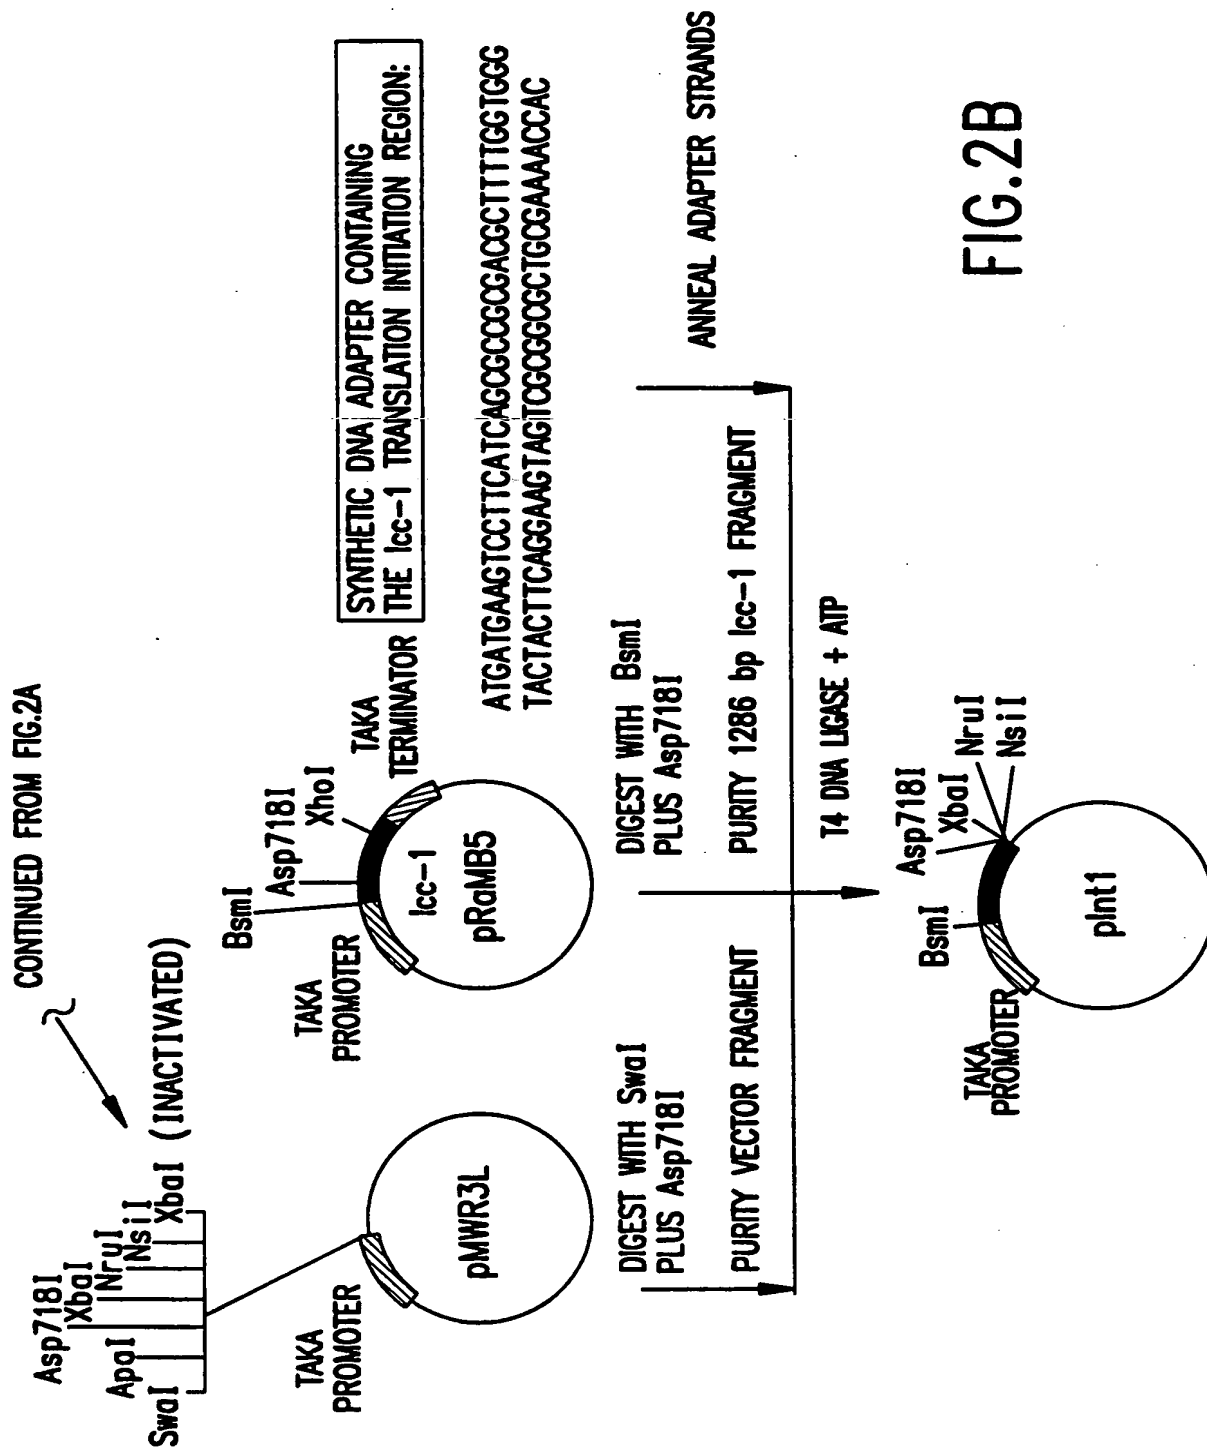 CONTINUED FROM FIG.2A
SwaI
ApaI
Asp718I
XbaI
NruI
NsiI
XbaI (INACTIVATED)
TAKA
PROMOTER
pMWR3L
TAKA
PROMOTER
BsmI
Asp718I
XhoI
lcc-1
pRaMB5
TAKA
TERMINATOR
SYNTHETIC DNA ADAPTER CONTAINING
THE lcc-1 TRANSLATION INITIATION REGION:
ATGATGAAGTCCTTCATCAGCGCCGCGACGCTTTTGGTGGG
TACTACTTCAGGAAGTAGTCGCGGCGCTGCGAAAACCAC
DIGEST WITH SwaI
PLUS Asp718I
PURITY VECTOR FRAGMENT
DIGEST WITH BsmI
PLUS Asp718I
PURITY 1286 bp lcc-1 FRAGMENT
ANNEAL ADAPTER STRANDS
T4 DNA LIGASE + ATP
TAKA
PROMOTER
BsmI
Asp718I
XbaI
NruI
NsiI
pInt1
FIG.2B